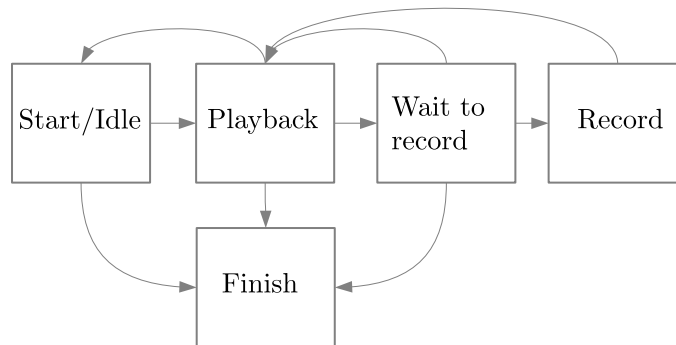 Start/Idle
Playback
Wait to
record
Record
Finish